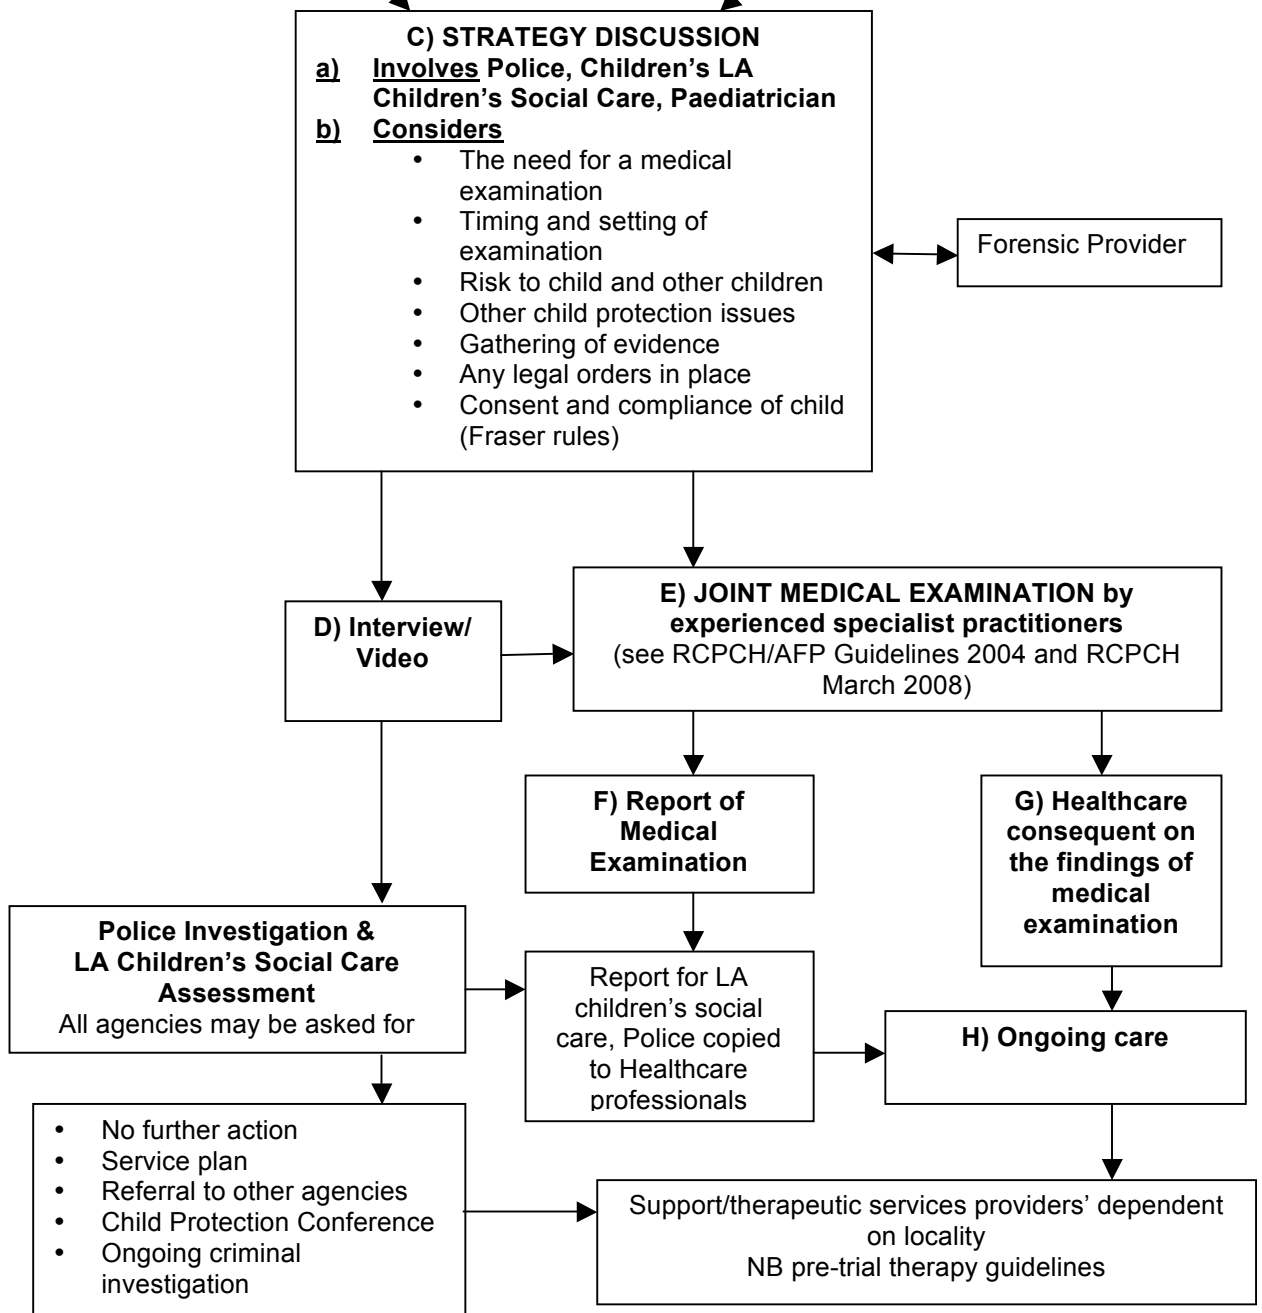 C) STRATEGY DISCUSSION
a) Involves Police, Children’s LA
Children’s Social Care, Paediatrician
b) Considers
• The need for a medical
examination
• Timing and setting of
examination
• Risk to child and other children
• Other child protection issues
• Gathering of evidence
• Any legal orders in place
• Consent and compliance of child
(Fraser rules)
Forensic Provider
D) Interview/
Video
E) JOINT MEDICAL EXAMINATION by
experienced specialist practitioners
(see RCPCH/AFP Guidelines 2004 and RCPCH
March 2008)
F) Report of
Medical
Examination
G) Healthcare
consequent on
the findings of
medical
examination
Police Investigation &
LA Children’s Social Care
Assessment
All agencies may be asked for
Report for LA
children’s social
care, Police copied
to Healthcare
professionals
H) Ongoing care
• No further action
• Service plan
• Referral to other agencies
• Child Protection Conference
• Ongoing criminal
investigation
Support/therapeutic services providers’ dependent
on locality
NB pre-trial therapy guidelines